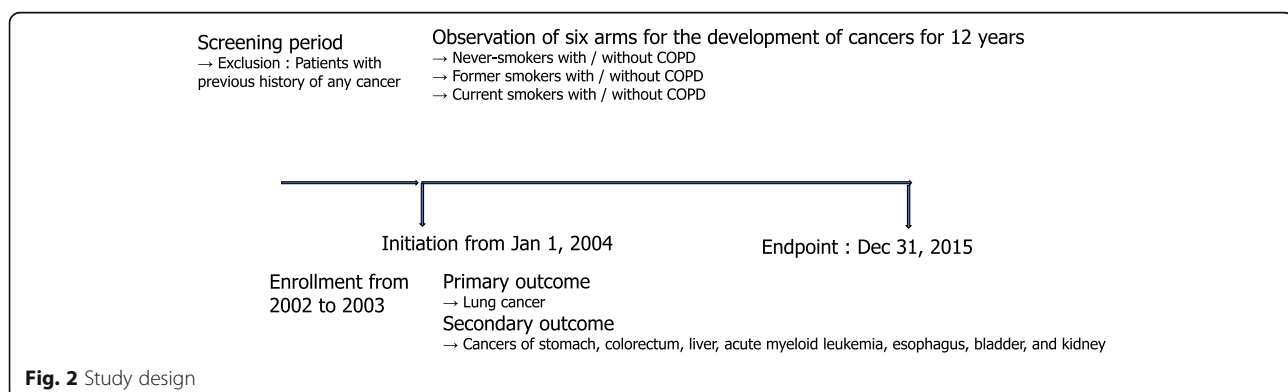 Screening period
→ Exclusion : Patients with
previous history of any cancer
Observation of six arms for the development of cancers for 12 years
→ Never-smokers with / without COPD
→ Former smokers with / without COPD
→ Current smokers with / without COPD
Initiation from Jan 1, 2004
Endpoint : Dec 31, 2015
Enrollment from
2002 to 2003
Primary outcome
→ Lung cancer
Secondary outcome
→ Cancers of stomach, colorectum, liver, acute myeloid leukemia, esophagus, bladder, and kidney
Fig. 2 Study design